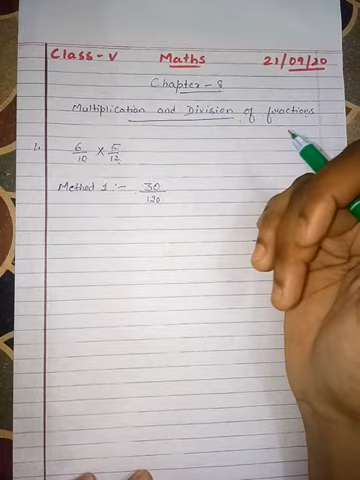 Class-V Maths 21/09/20
Chapter-8
Multiplication and Division of fractions
1. 6/10 × 5/12
Method 1:- 30/120